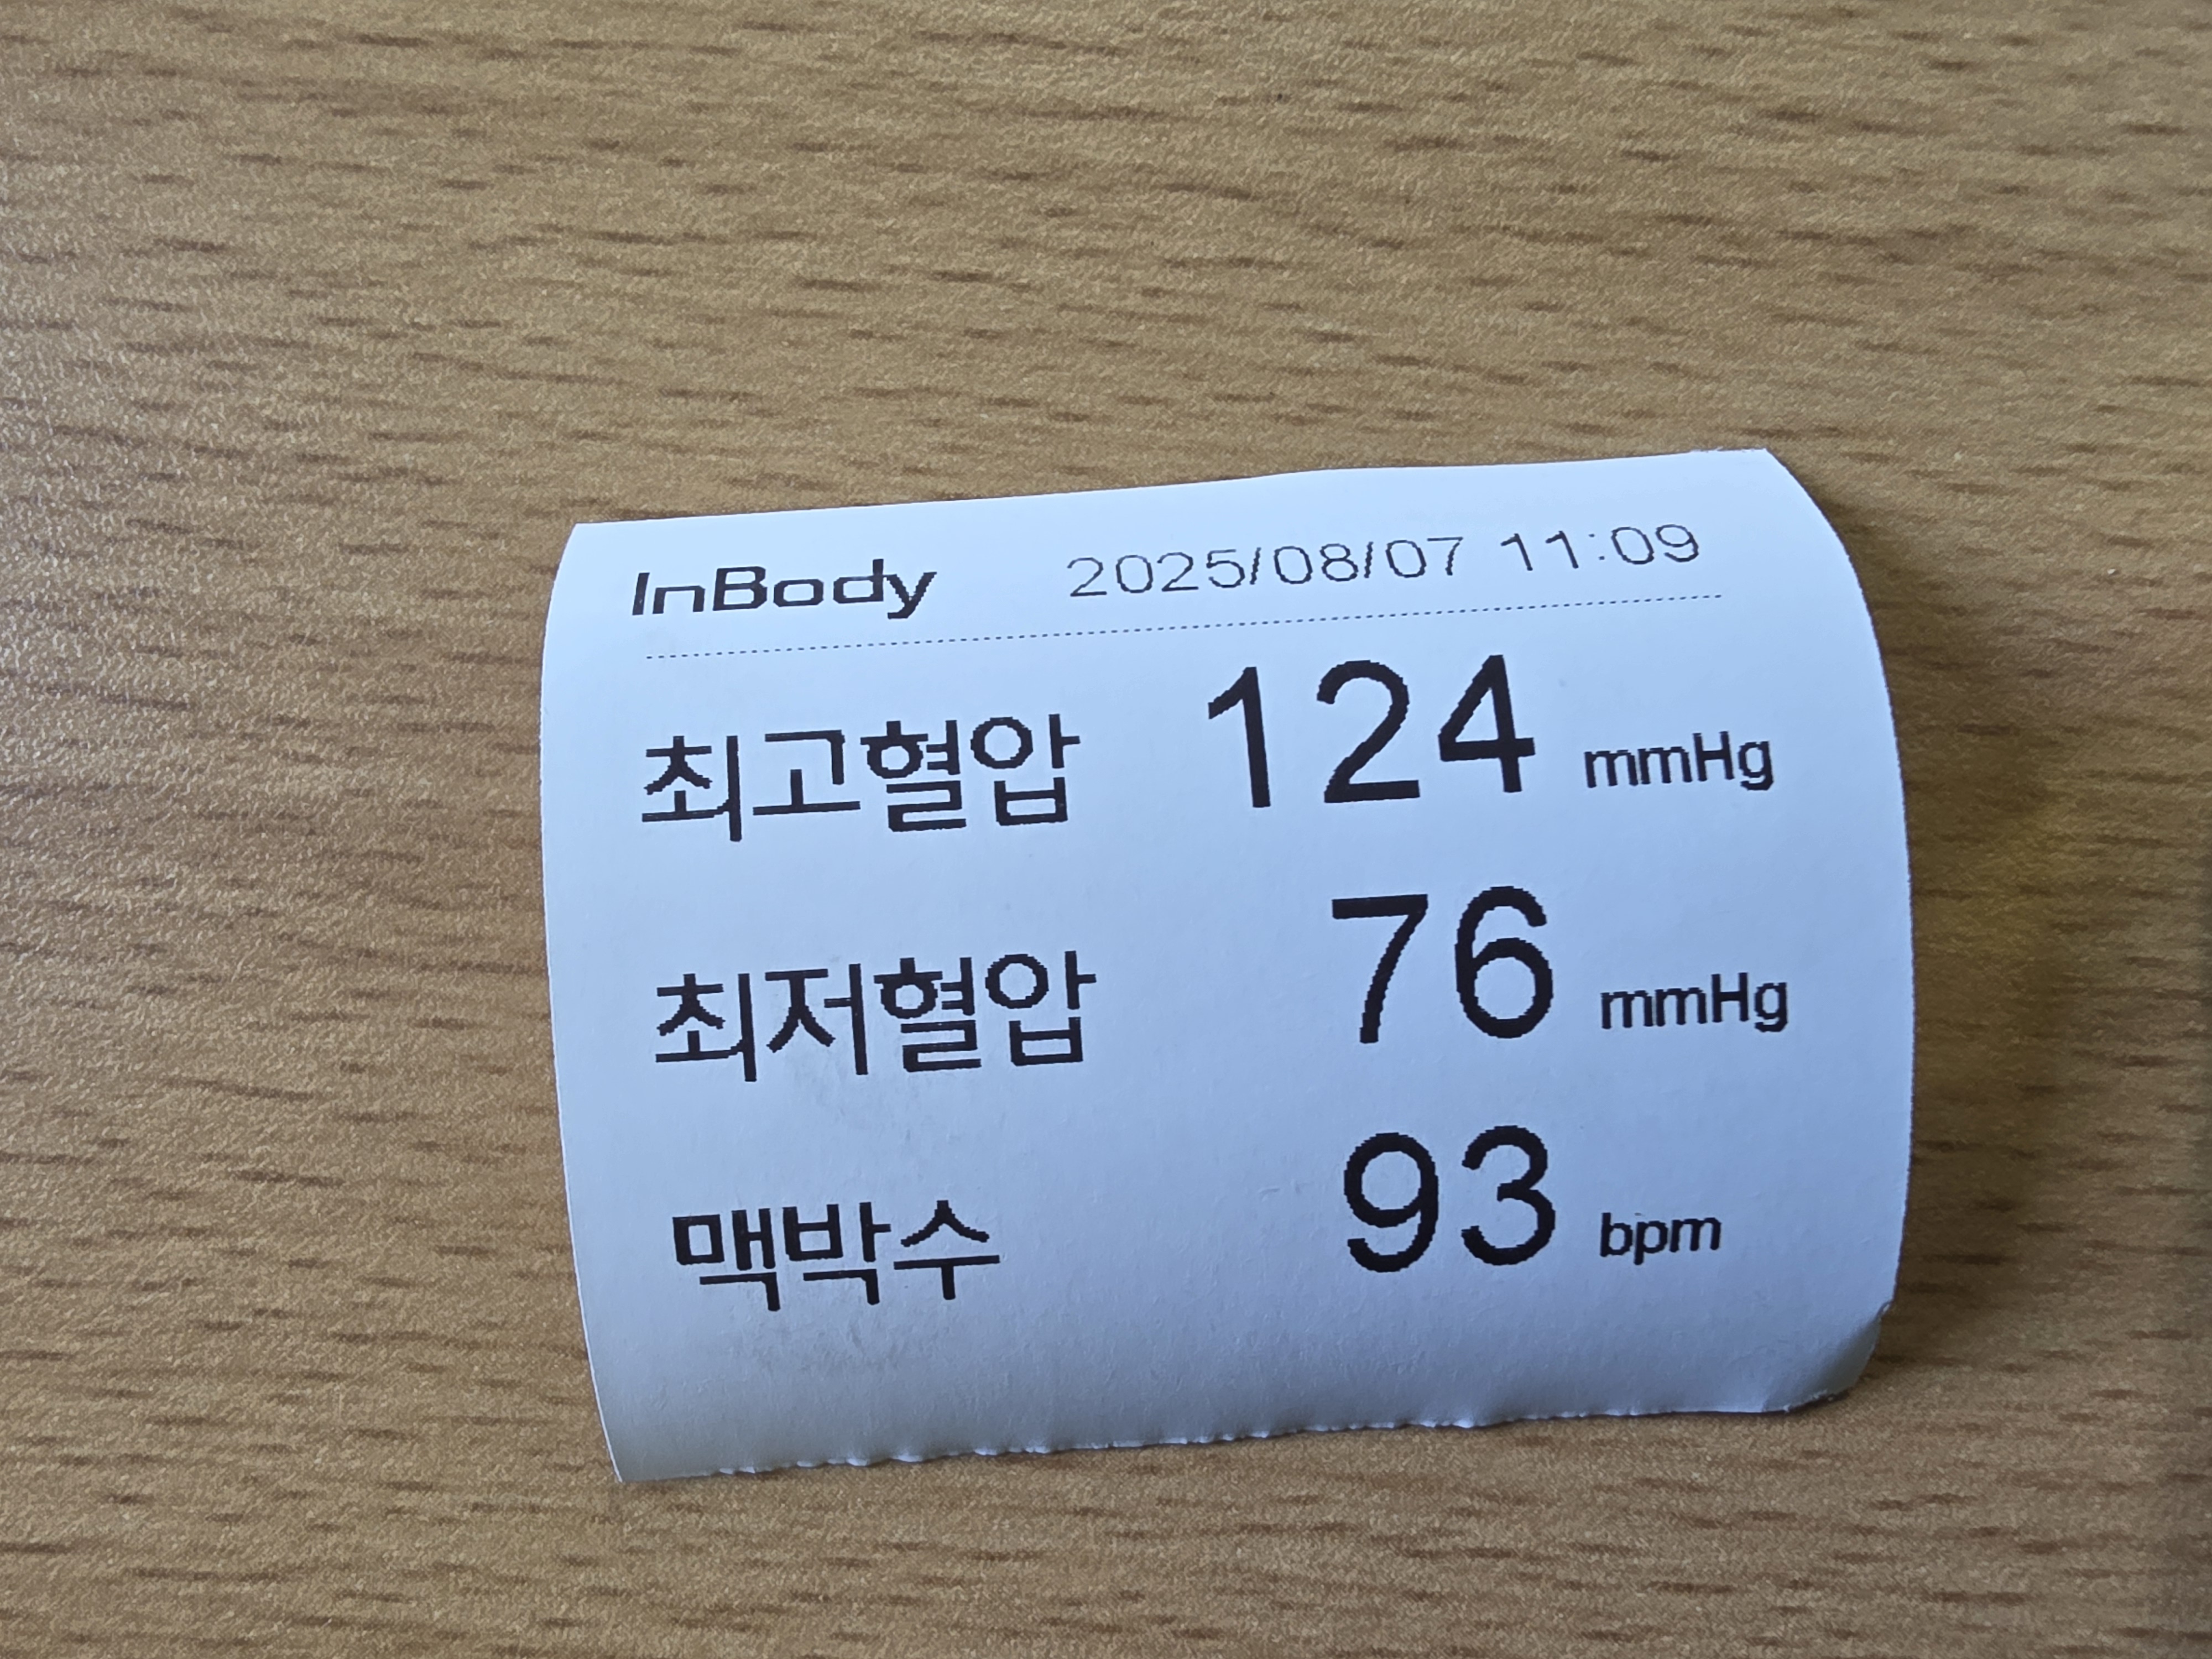 InBody 2025/08/07 11:09
최고혈압 124 mmHg
최저혈압 76 mmHg
맥박수 93 bpm